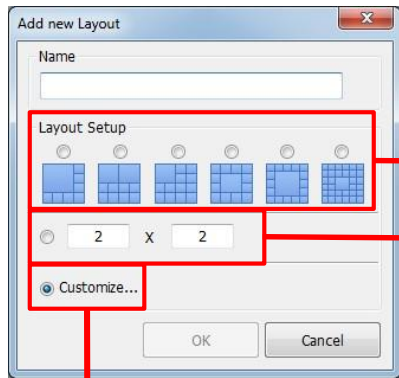 Add new Layout
Name
Layout Setup
2 X 2
Customize...
OK Cancel